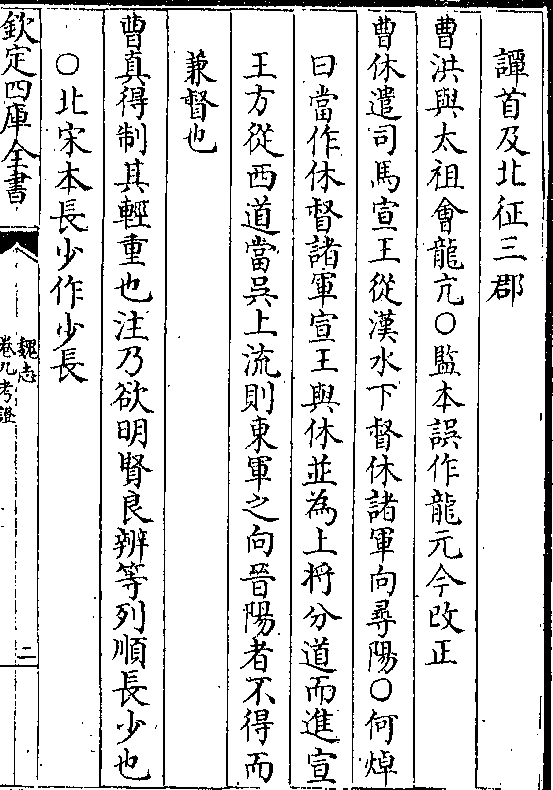 譚首及北征三郡
曹洪與太祖會龍亢○監本誤作龍元今改正
曹休遣司馬宣王從漢水下督休諸軍向尋陽○何焯
曰當作休督諸軍宣王與休並為上將分道而進宣
王方從西道當吳上流則東軍之向晉陽者不得而
兼督也
曹真得制其輕重也注乃欲明賢良辨等列順長少也
○北宋本長少作少長
欽定四庫全書
魏志
卷九考證
二